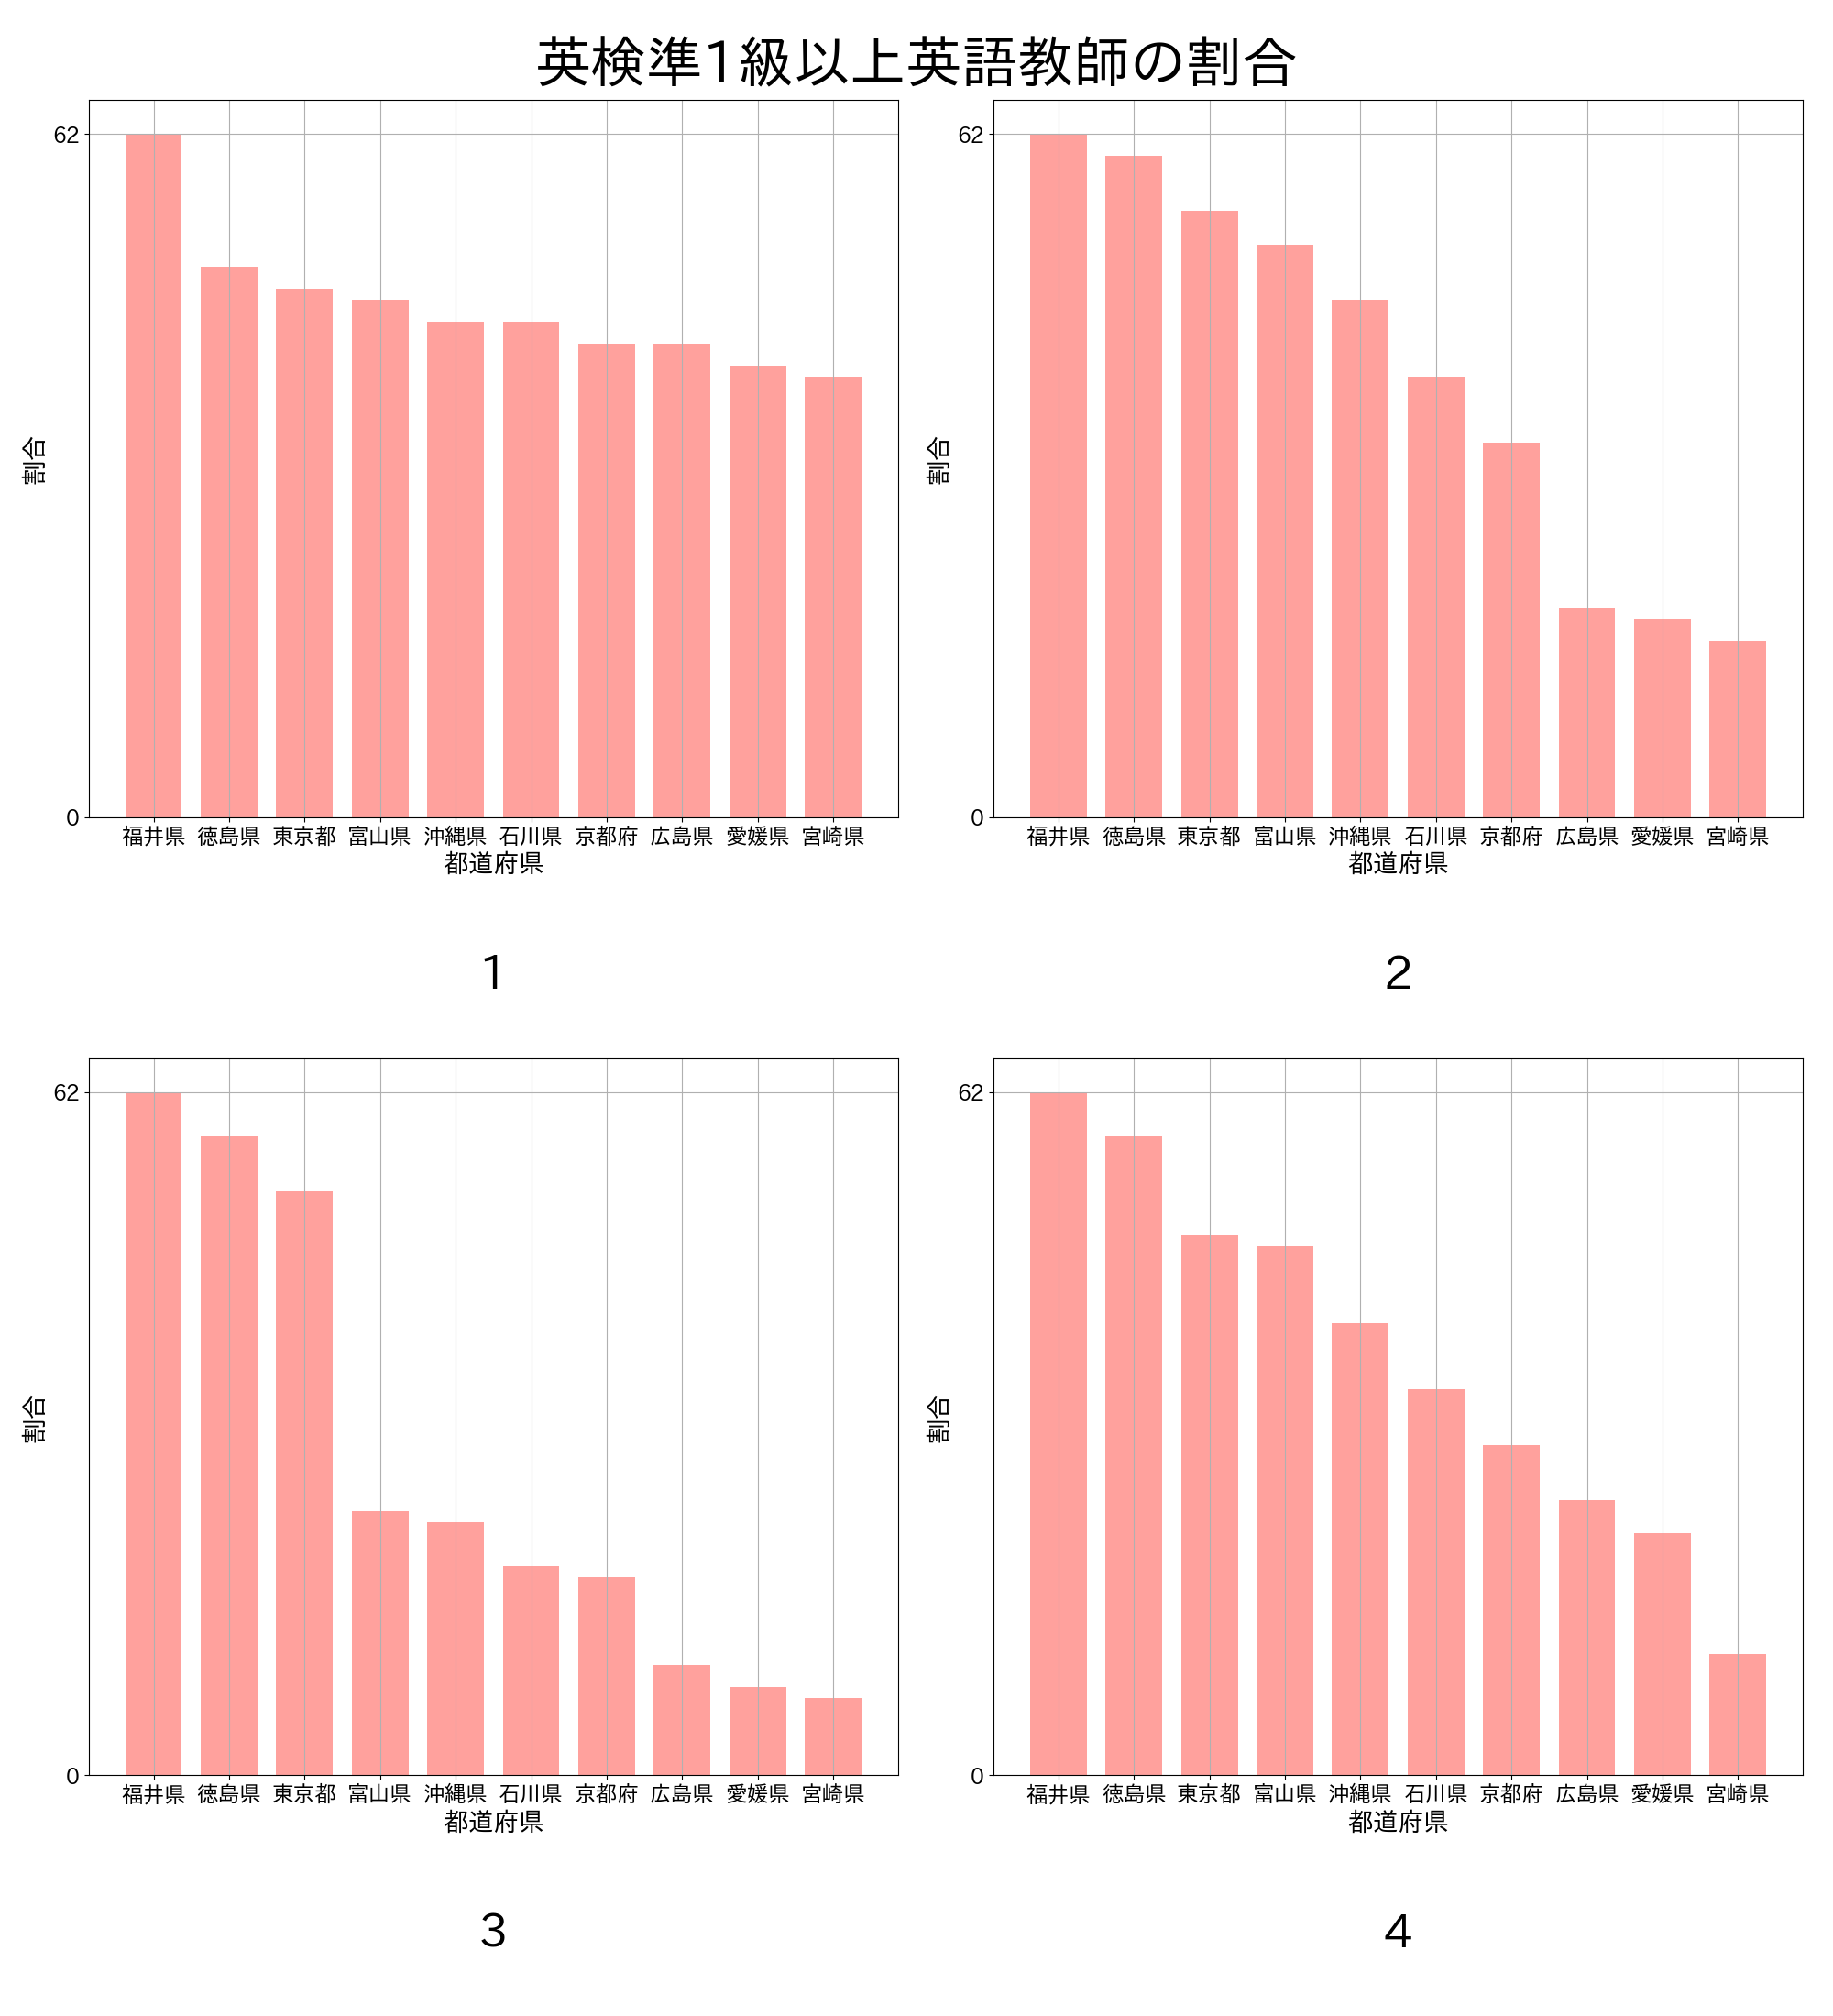 英検準1級以上英語教師の割合
62
0
割合
福井県 徳島県 東京都 富山県 沖縄県 石川県 京都府 広島県 愛媛県 宮崎県
都道府県
1
62
0
割合
福井県 徳島県 東京都 富山県 沖縄県 石川県 京都府 広島県 愛媛県 宮崎県
都道府県
2
62
0
割合
福井県 徳島県 東京都 富山県 沖縄県 石川県 京都府 広島県 愛媛県 宮崎県
都道府県
3
62
0
割合
福井県 徳島県 東京都 富山県 沖縄県 石川県 京都府 広島県 愛媛県 宮崎県
都道府県
4